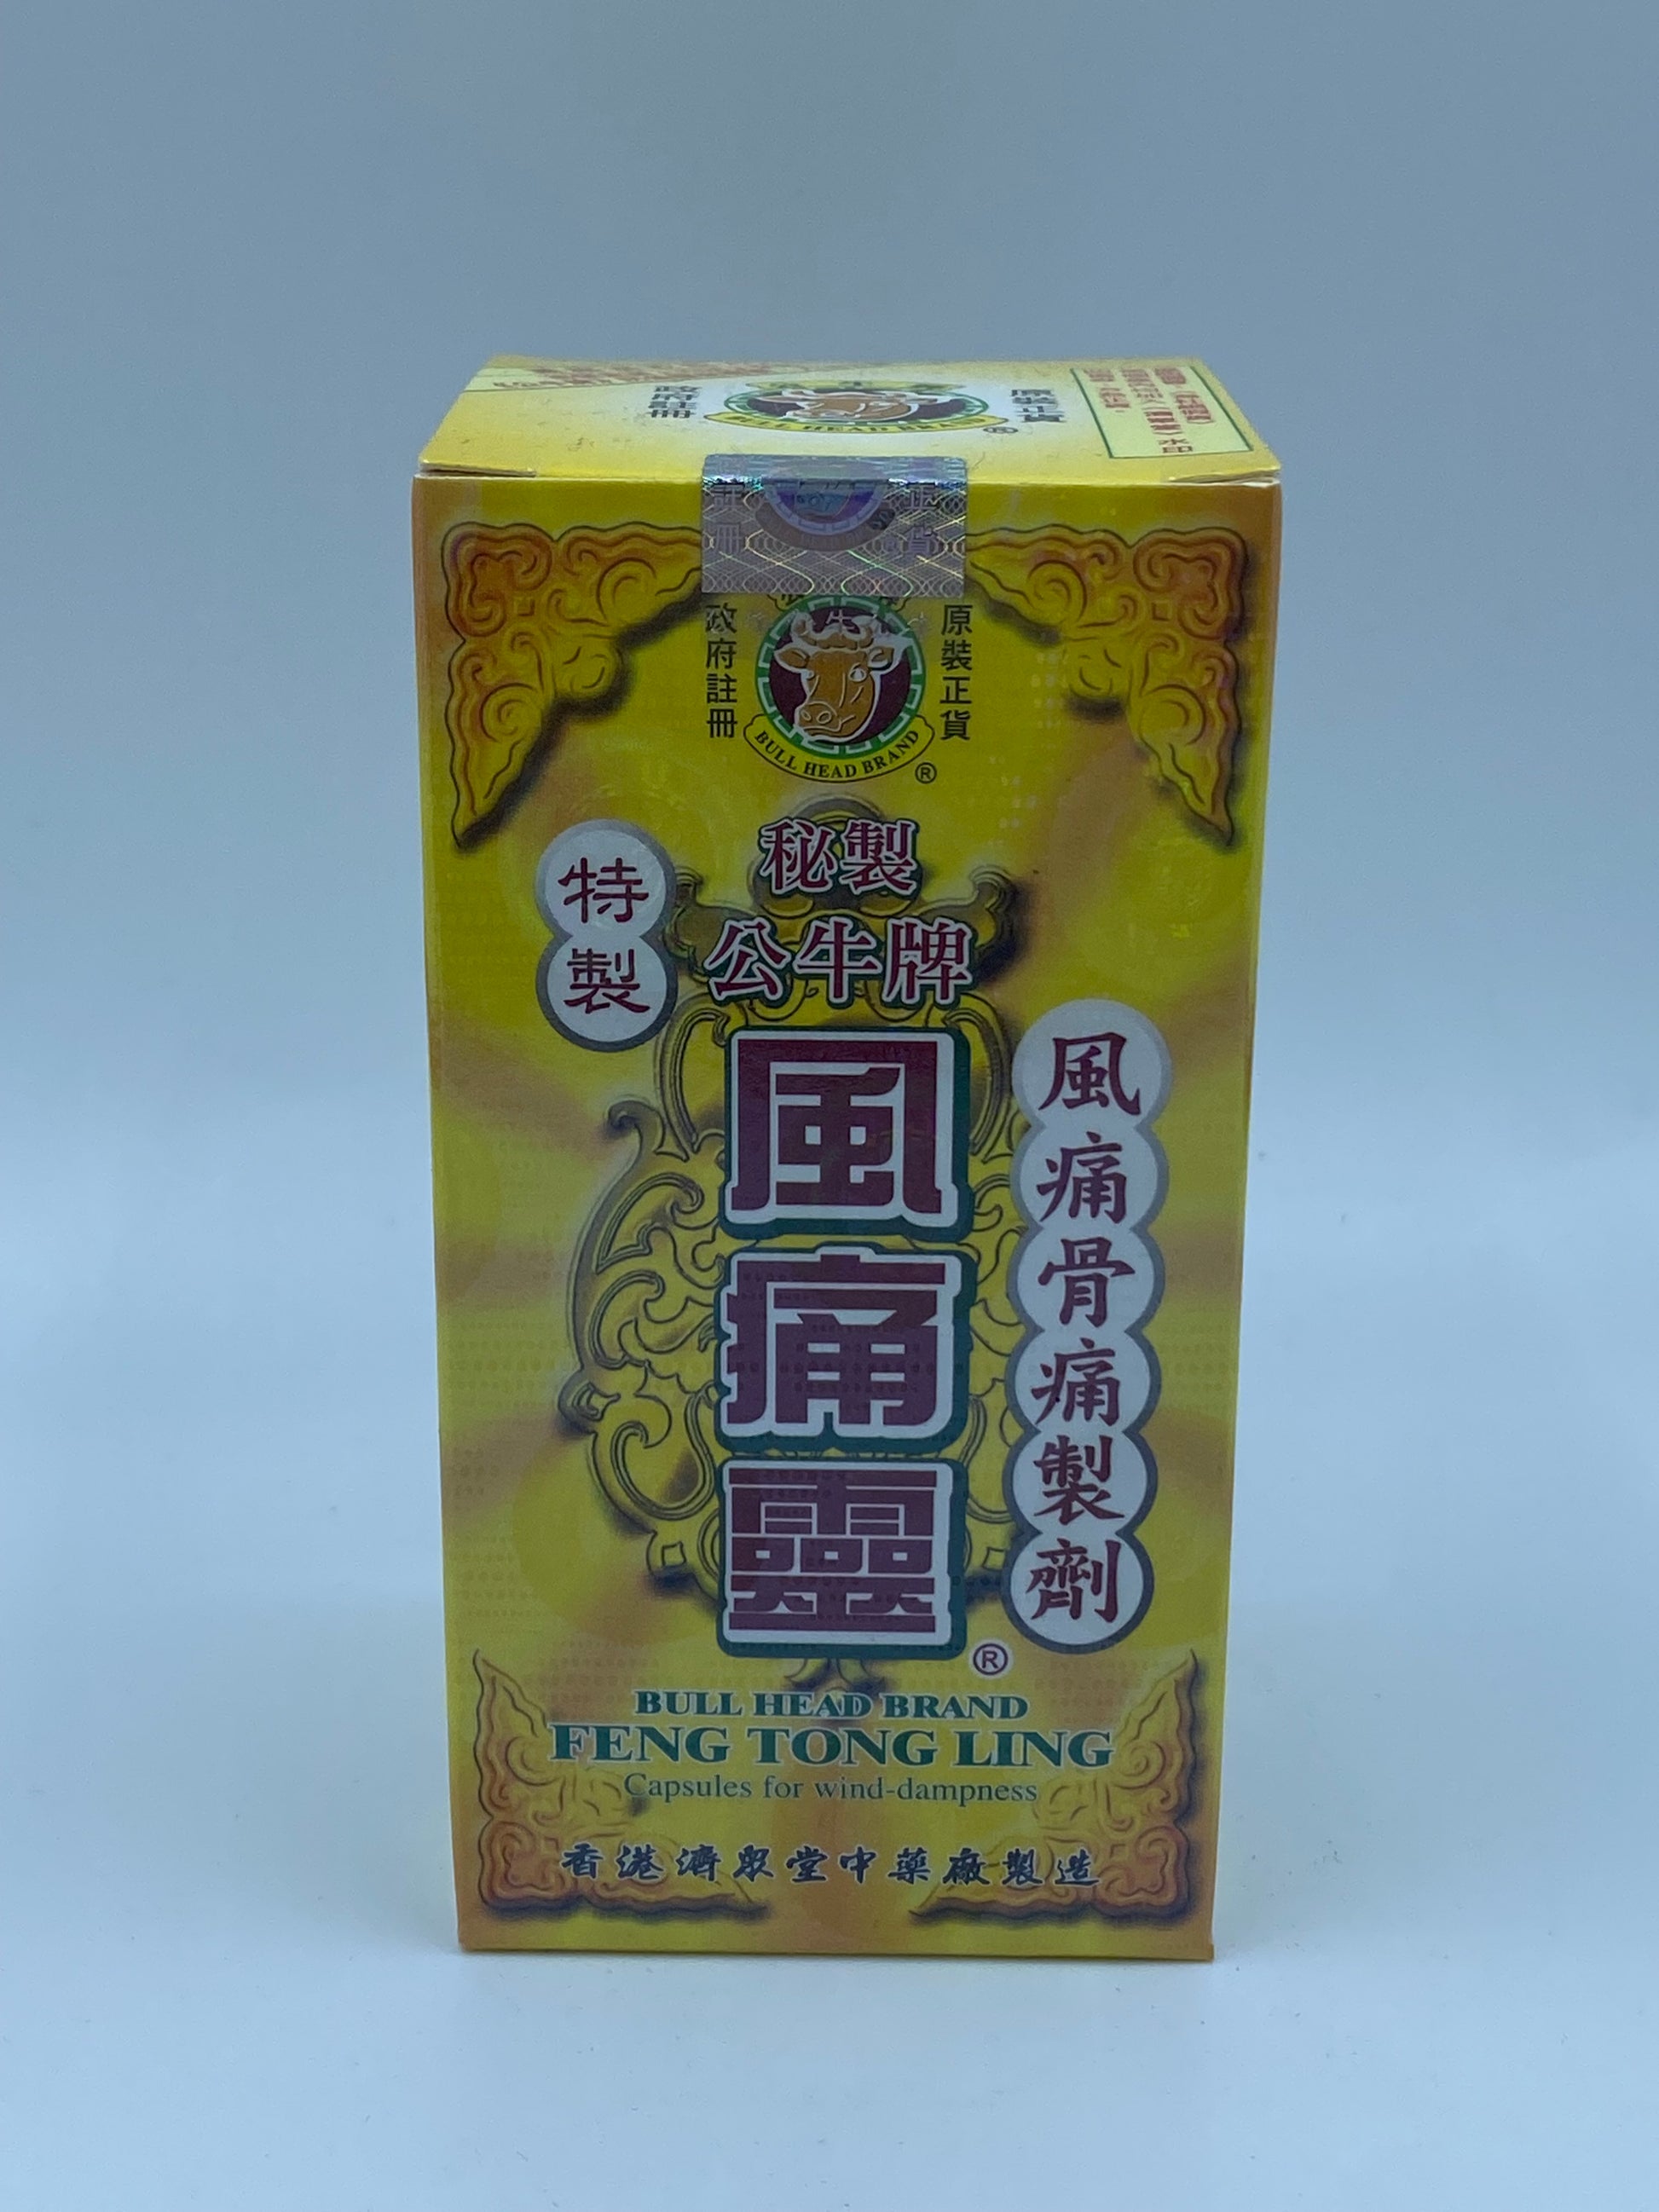 政府註冊
原裝正貨
BULL HEAD BRAND
®
水印
政府註冊
原裝正貨
BULL HEAD BRAND
®
特製
秘製
公牛牌
風痛靈
®
風痛骨痛製劑
BULL HEAD BRAND
FENG TONG LING
Capsules for wind-dampness
香港濟眾堂中藥廠製造